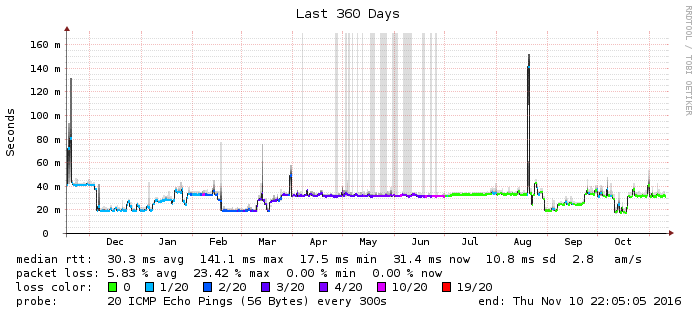 Last 360 Days
RRDTOOL / TOBI OETIKER
Seconds
160 m
140 m
120 m
100 m
80 m
60 m
40 m
20 m
0
Dec Jan Feb Mar Apr May Jun Jul Aug Sep Oct
median rtt: 30.3 ms avg 141.1 ms max 17.5 ms min 31.4 ms now 10.8 ms sd 2.8 am/s
packet loss: 5.83 % avg 23.42 % max 0.00 % min 0.00 % now
loss color: 0 1/20 2/20 3/20 4/20 10/20 19/20
probe: 20 ICMP Echo Pings (56 Bytes) every 300s end: Thu Nov 10 22:05:05 2016